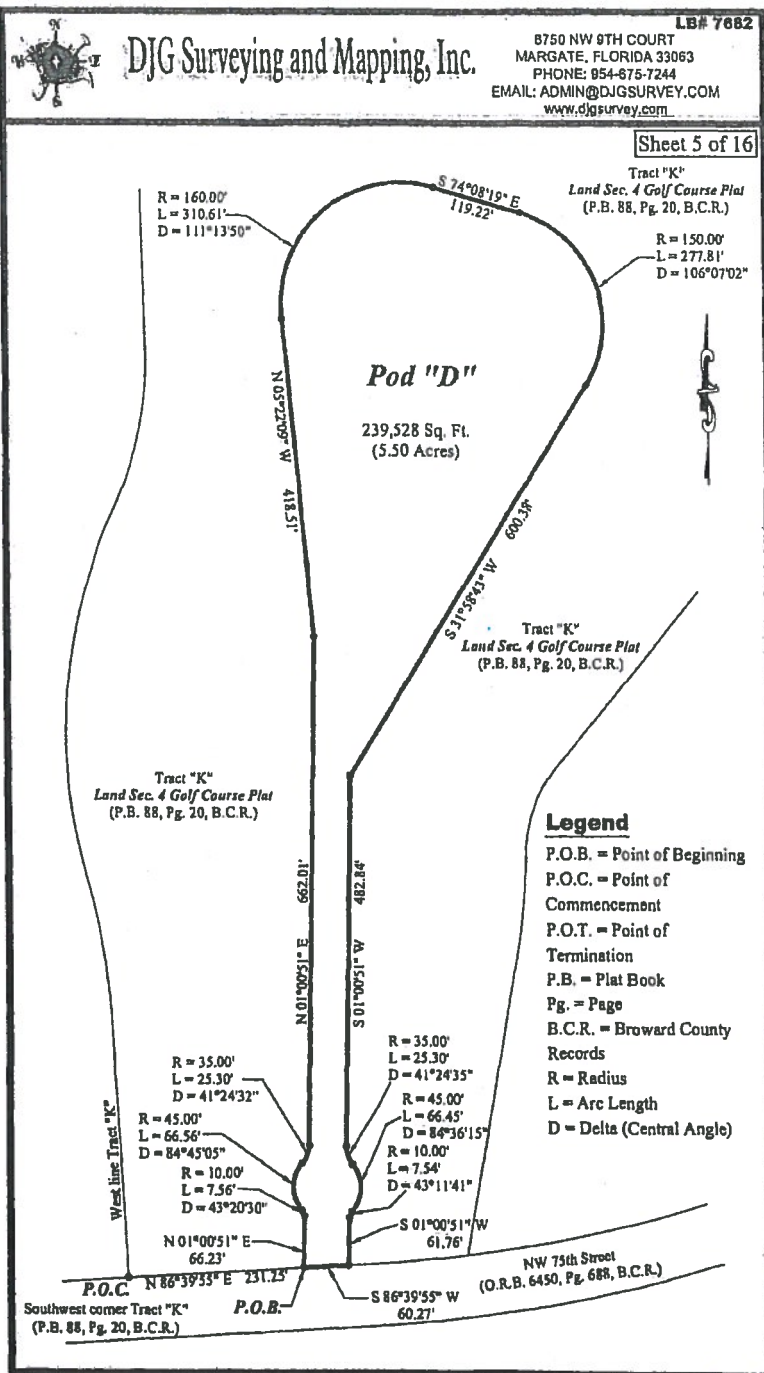 LB# 7682
DJG Surveying and Mapping, Inc.
6750 NW 9TH COURT
MARGATE, FLORIDA 33063
PHONE: 954-675-7244
EMAIL: ADMIN@DJGSURVEY.COM
www.djgsurvey.com
N
W
E
S
Sheet 5 of 16
Tract "K"
Land Sec. 4 Golf Course Plat
(P.B. 88, Pg. 20, B.C.R.)
R = 160.00'
L = 310.61'
D = 111°13'50"
S 74°08'19" E
119.22'
R = 150.00'
L = 277.81'
D = 106°07'02"
Pod "D"
239,528 Sq. Ft.
(5.50 Acres)
N 05°22'09" W 418.51'
S 31°58'43" W 600.38'
Tract "K"
Land Sec. 4 Golf Course Plat
(P.B. 88, Pg. 20, B.C.R.)
Tract "K"
Land Sec. 4 Golf Course Plat
(P.B. 88, Pg. 20, B.C.R.)
N 01°00'51" E 662.01'
S 01°00'51" W 482.84'
Legend
P.O.B. = Point of Beginning
P.O.C. = Point of
Commencement
P.O.T. = Point of
Termination
P.B. = Plat Book
Pg. = Page
B.C.R. = Broward County
Records
R = Radius
L = Arc Length
D = Delta (Central Angle)
R = 35.00'
L = 25.30'
D = 41°24'32"
R = 35.00'
L = 25.30'
D = 41°24'35"
R = 45.00'
L = 66.56'
D = 84°45'05"
R = 45.00'
L = 66.45'
D = 84°36'15"
R = 10.00'
L = 7.56'
D = 43°20'30"
R = 10.00'
L = 7.54'
D = 43°11'41"
West line Tract "K"
N 01°00'51" E
66.23'
S 01°00'51" W
61.76'
NW 75th Street
(O.R.B. 6450, Pg. 688, B.C.R.)
P.O.C.
N 86°39'55" E 231.25'
P.O.B.
S 86°39'55" W
60.27'
Southwest corner Tract "K"
(P.B. 88, Pg. 20, B.C.R.)